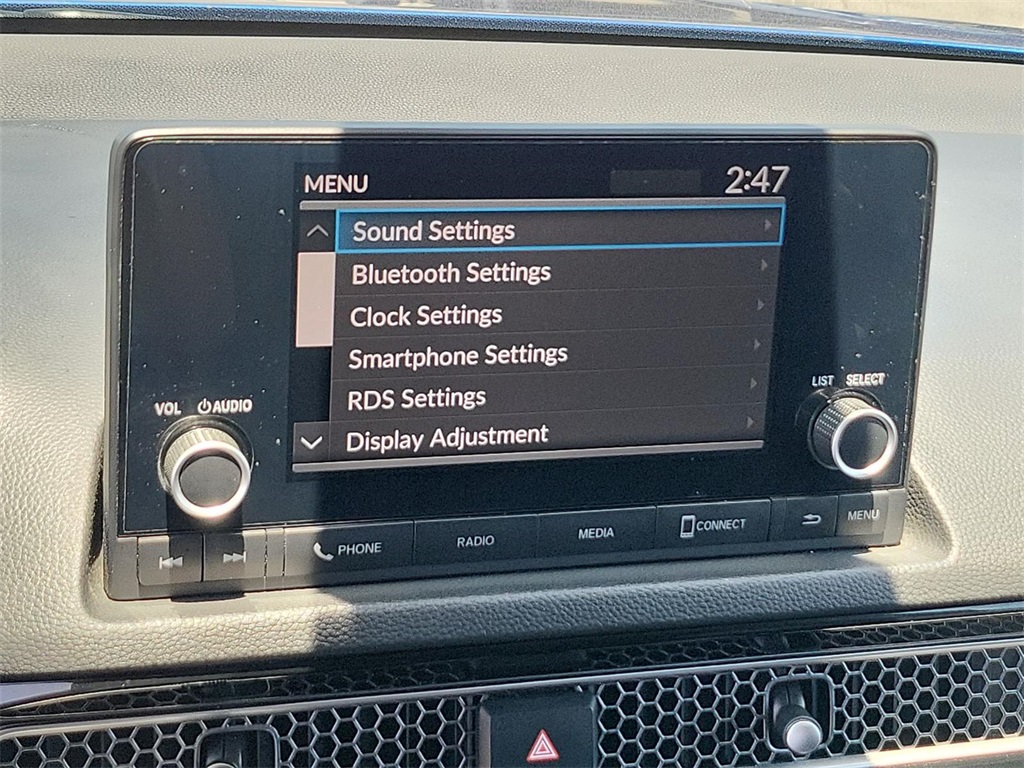 MENU 2:47
Sound Settings
Bluetooth Settings
Clock Settings
Smartphone Settings
RDS Settings
Display Adjustment
VOL AUDIO
LIST SELECT
PHONE RADIO MEDIA CONNECT MENU